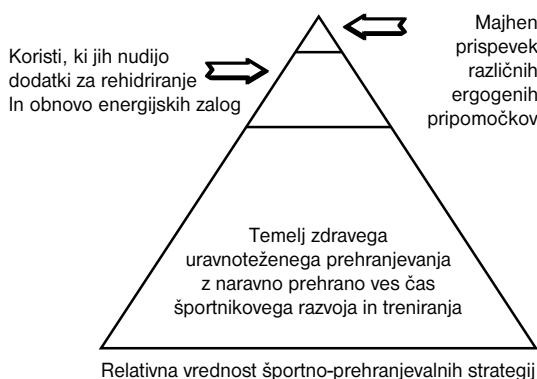 Koristi, ki jih nudijo
dodatki za rehidriranje
In obnovo energijskih zalog
Majhen
prispevek
različnih
ergogenih
pripomočkov
Temelj zdravega
uravnoteženega prehranjevanja
z naravno prehrano ves čas
športnikovega razvoja in treniranja
Relativna vrednost športno-prehranjevalnih strategij